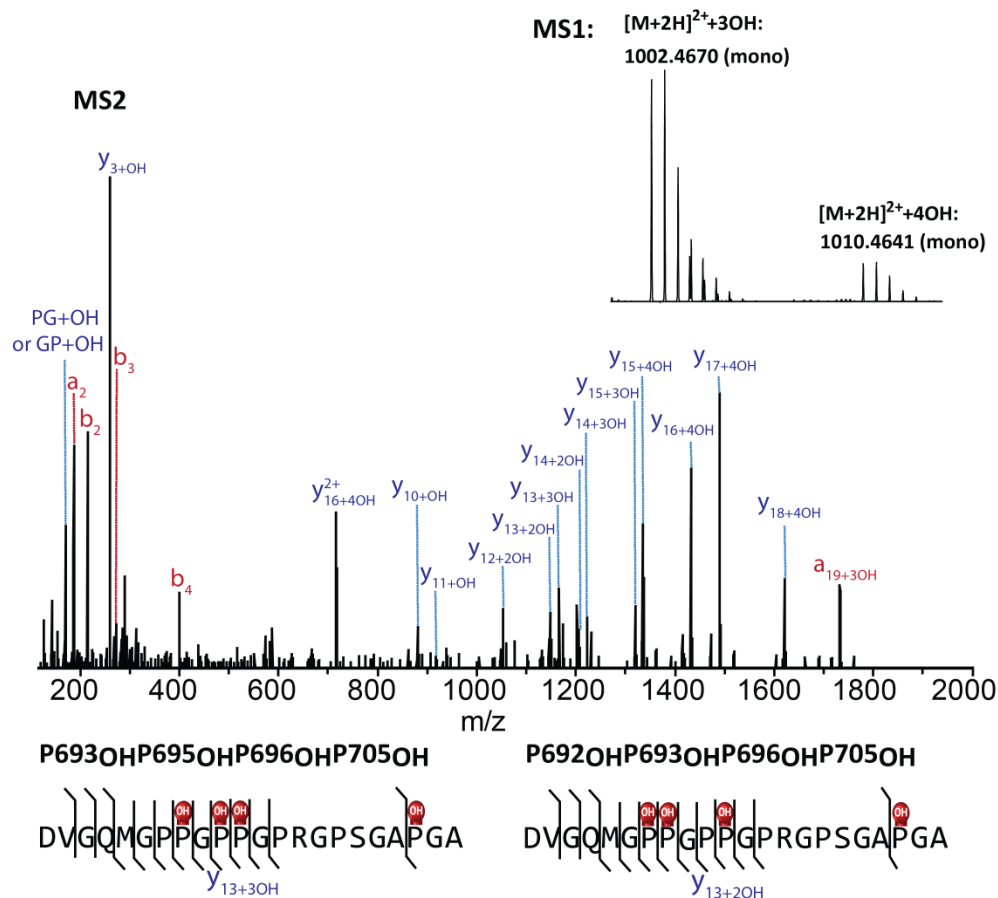 MS1:
[M+2H]2+ +3OH:
1002.4670 (mono)
MS2
y3+OH
[M+2H]2+ +4OH:
1010.4641 (mono)
PG+OH
or GP+OH
a2
b3
b2
b4
y2+16+4OH
y10+OH
y11+OH
y12+2OH
y13+2OH
y13+3OH
y14+2OH
y14+3OH
y15+3OH
y15+4OH
y16+4OH
y17+4OH
y18+4OH
a19+3OH
200 400 600 800 1000 1200 1400 1600 1800 2000
m/z
P693OHP695OHP696OHP705OH
OH OH OH OH
DVGQMGPPGPPGPRGPSGAPGA
y13+3OH
P692OHP693OHP696OHP705OH
OH OH OH OH
DVGQMGPPGPPGPRGPSGAPGA
y13+2OH